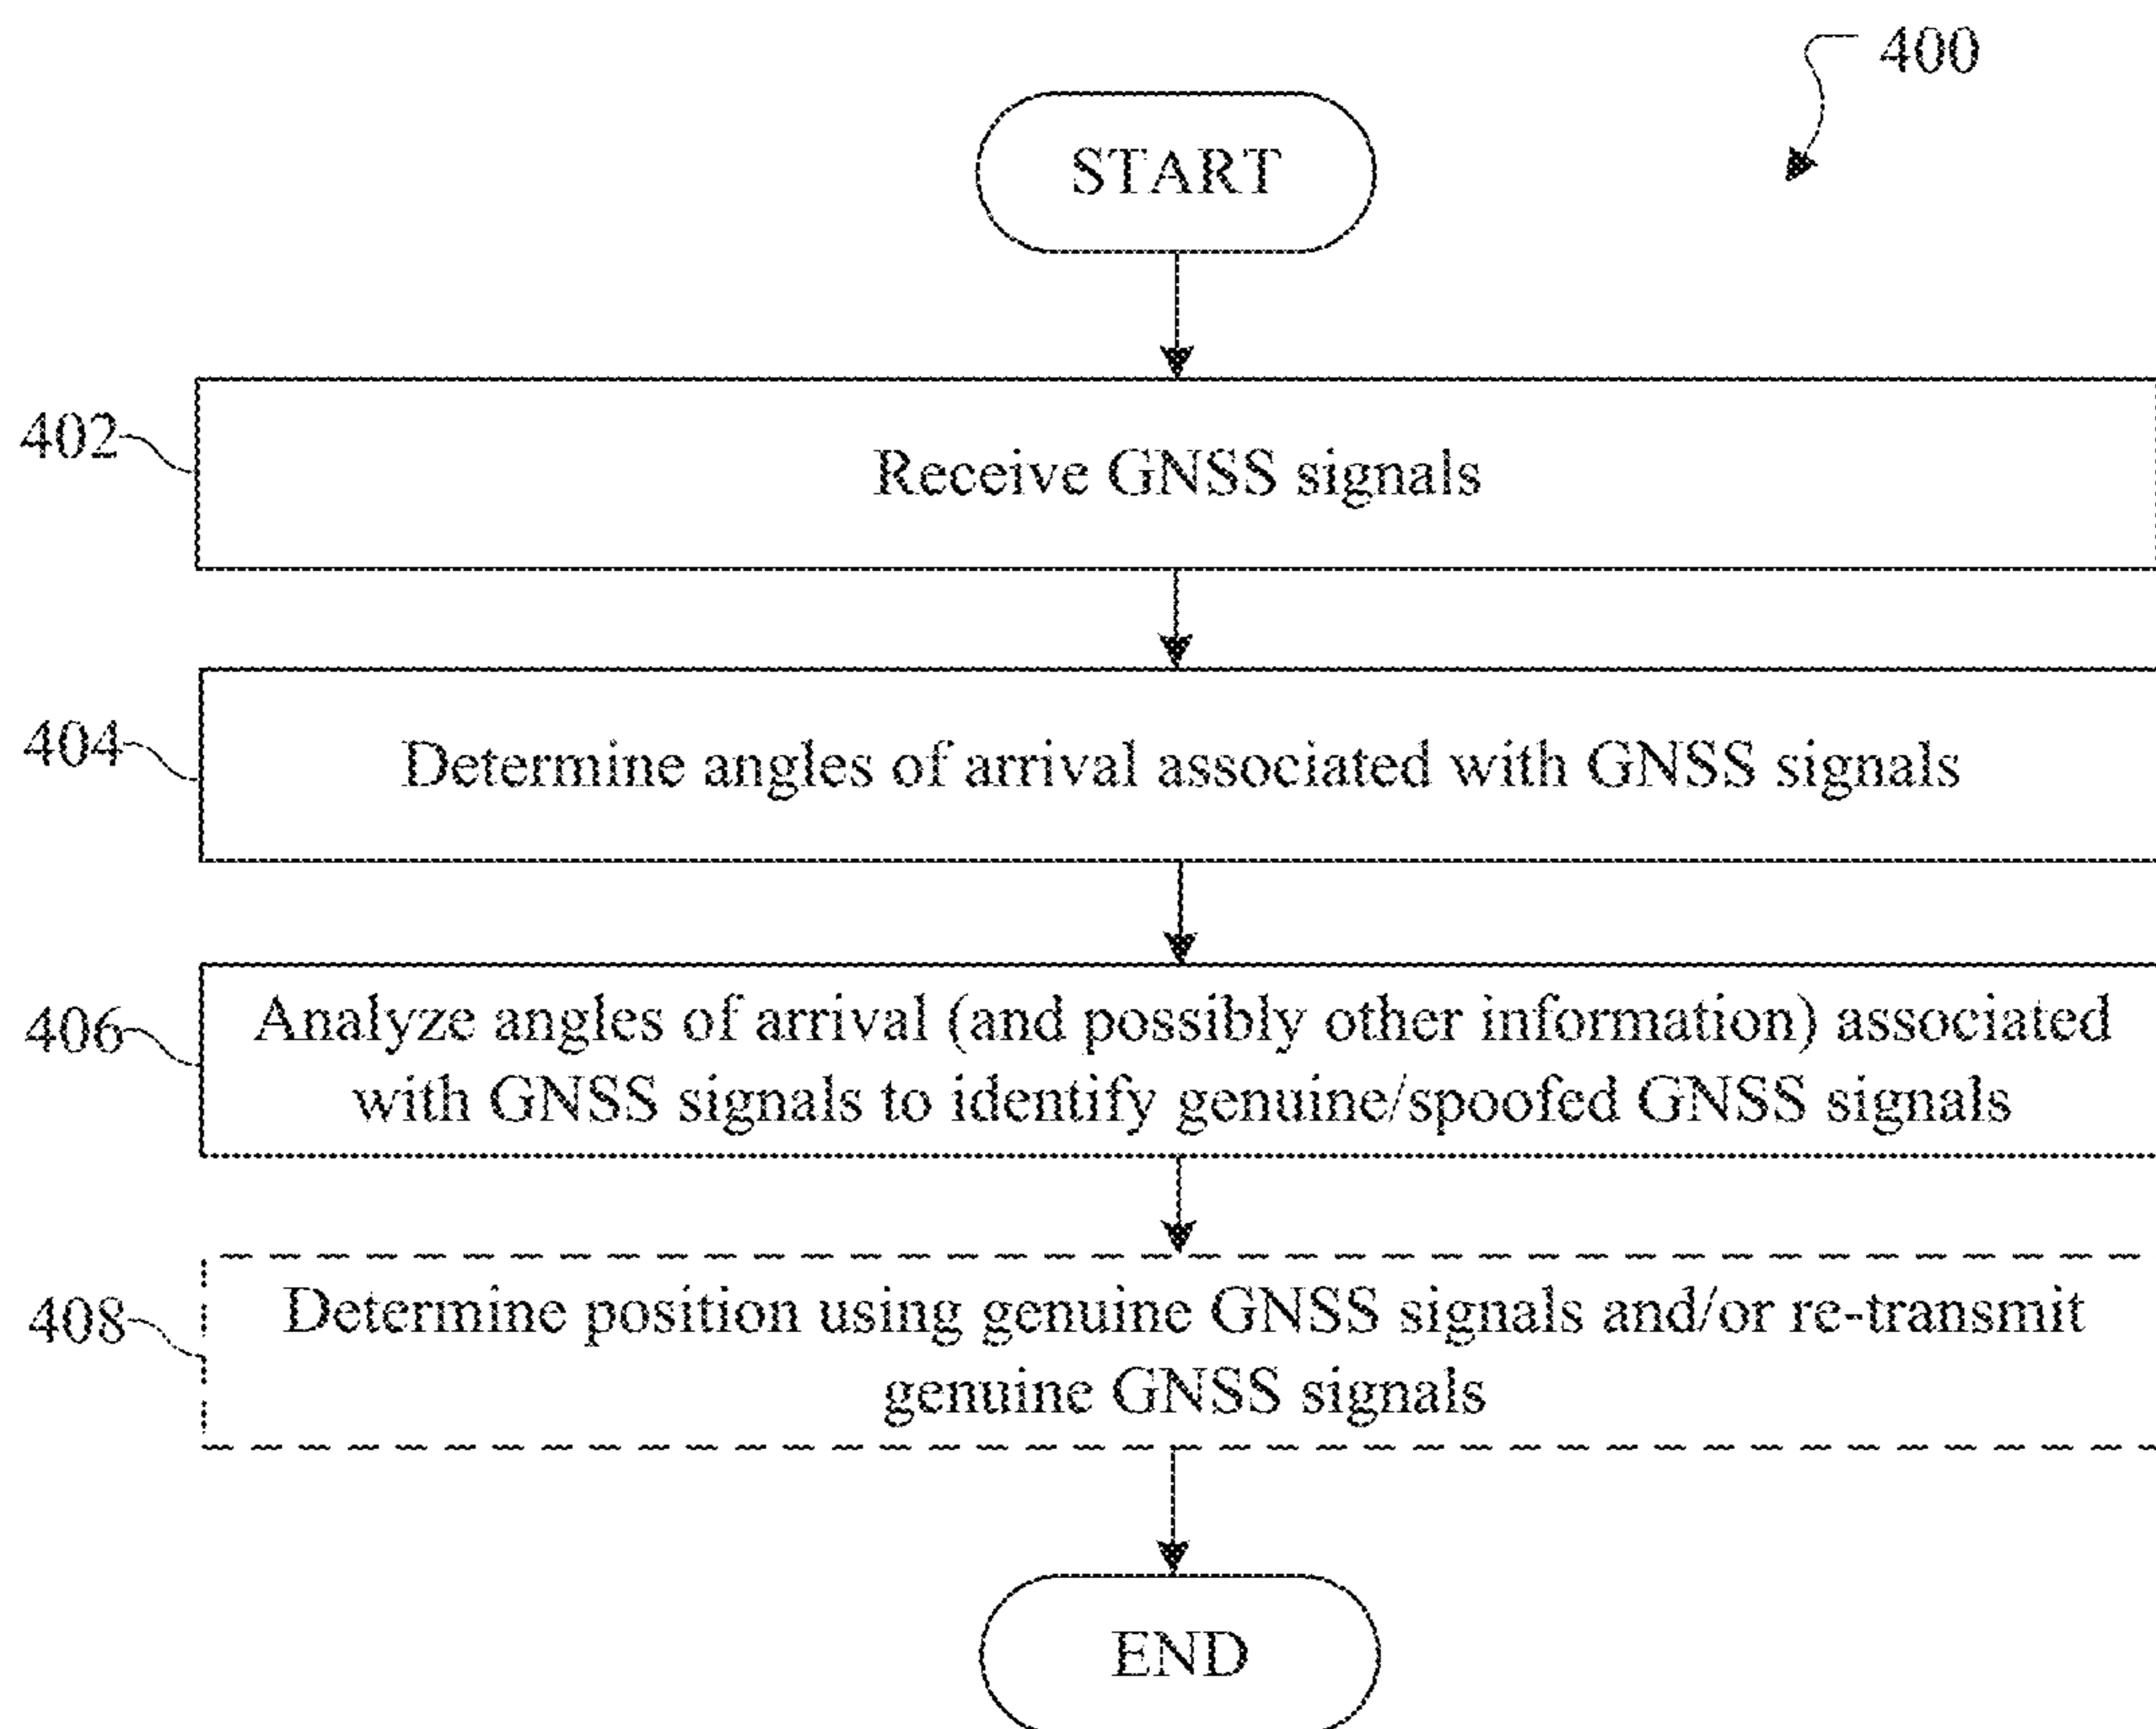 400
START
402
Receive GNSS signals
404
Determine angles of arrival associated with GNSS signals
406
Analyze angles of arrival (and possibly other information) associated
with GNSS signals to identify genuine/spoofed GNSS signals
408
Determine position using genuine GNSS signals and/or re-transmit
genuine GNSS signals
END